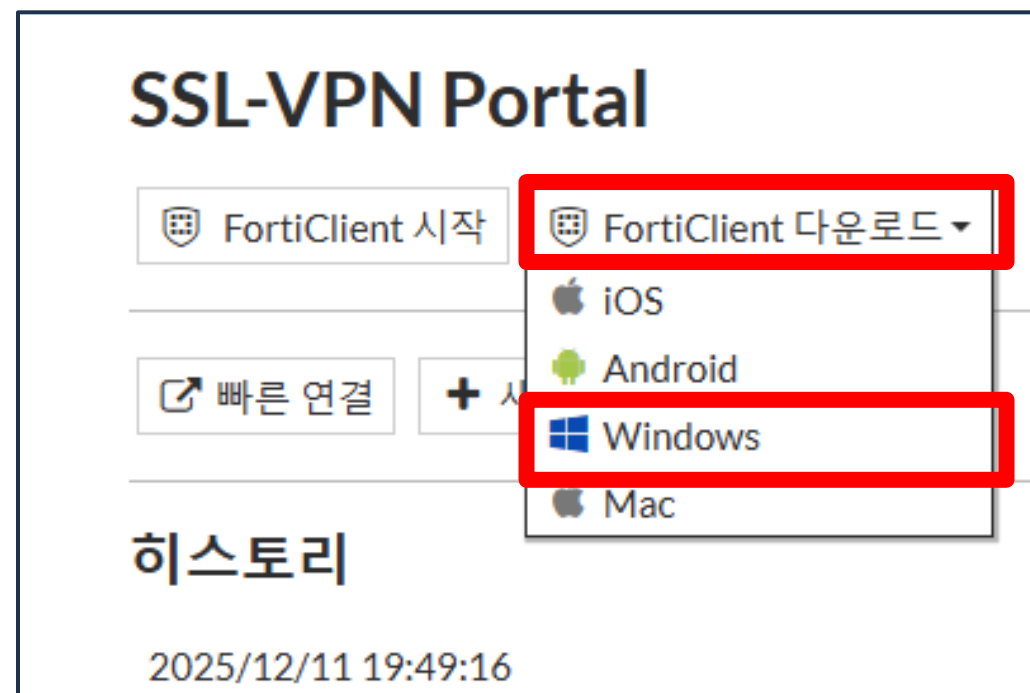 SSL-VPN Portal
FortiClient 시작 FortiClient 다운로드
iOS
Android
빠른 연결
Windows
Mac
히스토리
2025/12/11 19:49:16